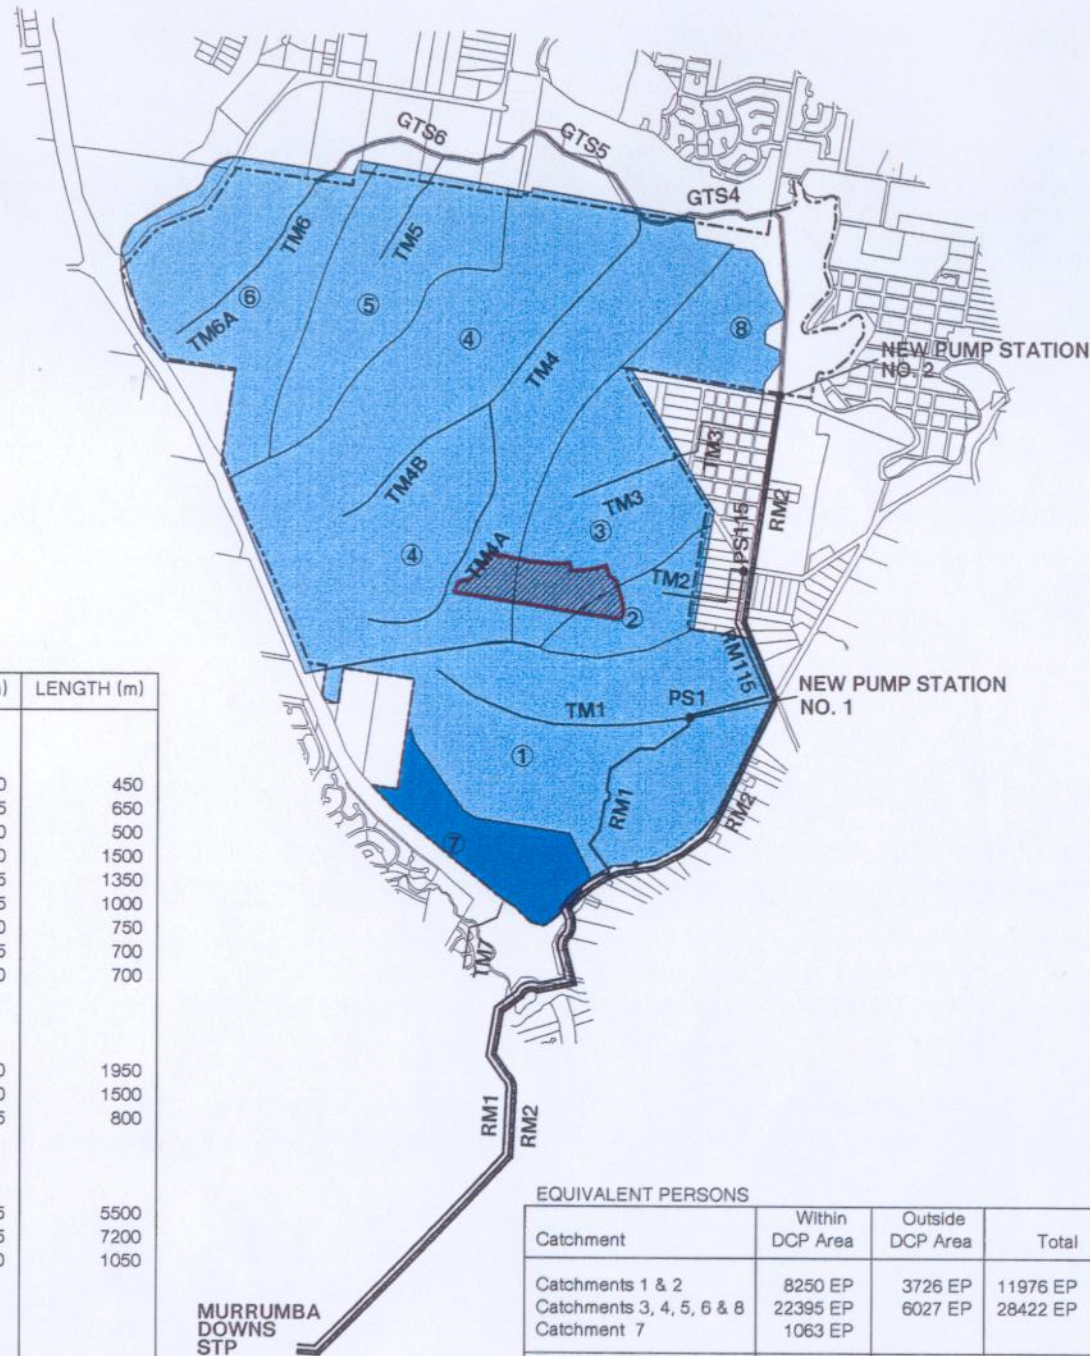 GTS6
GTS5
GTS4
TM6
TM5
TM6A
⑥
⑤
④
⑧
TM4
NEW PUMP STATION
NO. 2
TM4B
TM3
TM3
RM2
③
④
TM4A
PS115
TM2
②
RM115
NEW PUMP STATION
NO. 1
PS1
TM1
①
RM1
RM2
⑦
TM7
RM1
RM2
MURRUMBA
DOWNS
STP
LENGTH (m)
450
650
500
1500
1350
1000
750
700
700
1950
1500
800
5500
7200
1050
EQUIVALENT PERSONS
Catchment Within DCP Area Outside DCP Area Total
Catchments 1 & 2 8250 EP 3726 EP 11976 EP
Catchments 3, 4, 5, 6 & 8 22395 EP 6027 EP 28422 EP
Catchment 7 1063 EP